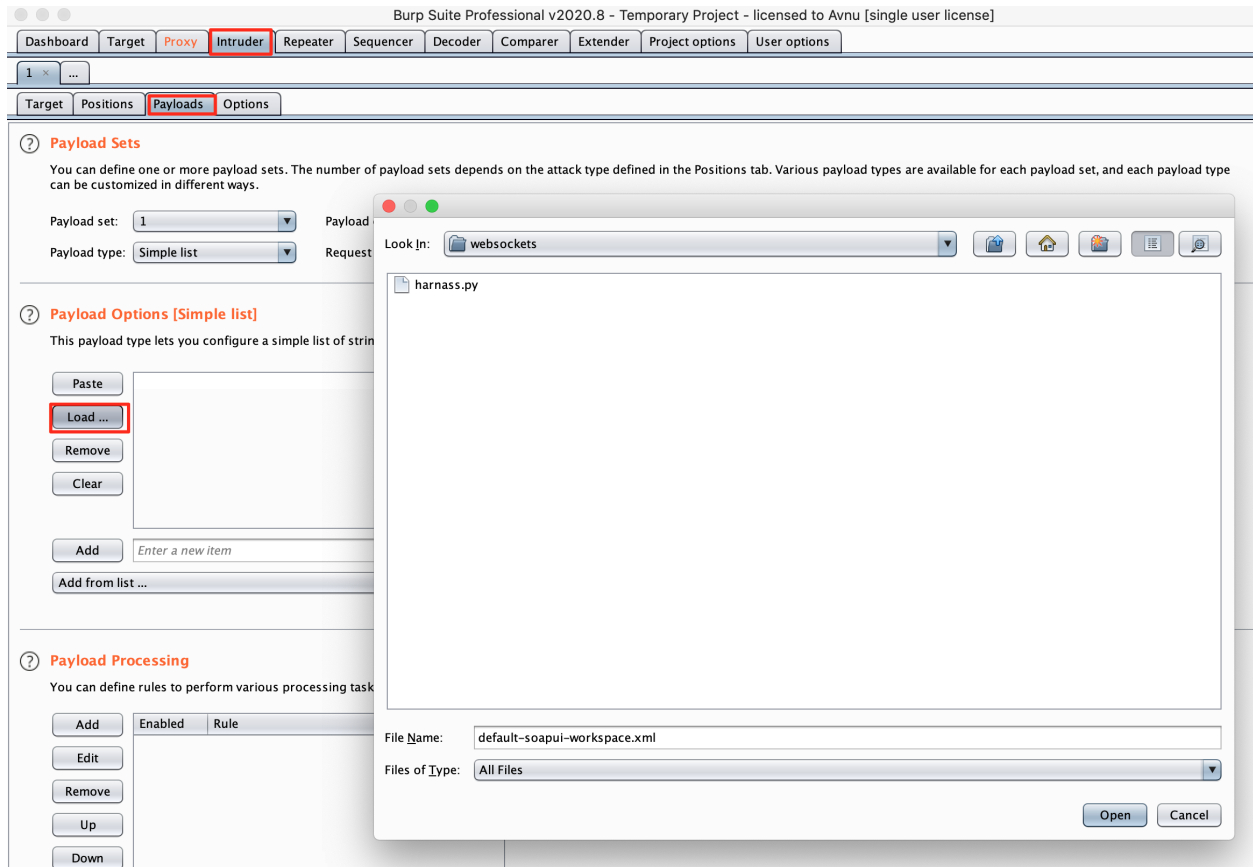 Burp Suite Professional v2020.8 - Temporary Project - licensed to Avnu [single user license]
Dashboard Target Proxy Intruder Repeater Sequencer Decoder Comparer Extender Project options User options
1 × ...
Target Positions Payloads Options
? Payload Sets
You can define one or more payload sets. The number of payload sets depends on the attack type defined in the Positions tab. Various payload types are available for each payload set, and each payload type
can be customized in different ways.
Payload set: 1 Payload
Payload type: Simple list Request
Look In: websockets
harnass.py
? Payload Options [Simple list]
This payload type lets you configure a simple list of strin
Paste
Load ...
Remove
Clear
Add Enter a new item
Add from list ...
? Payload Processing
You can define rules to perform various processing task
Add Enabled Rule
Edit
Remove
Up
Down
File Name: default-soapui-workspace.xml
Files of Type: All Files
Open Cancel